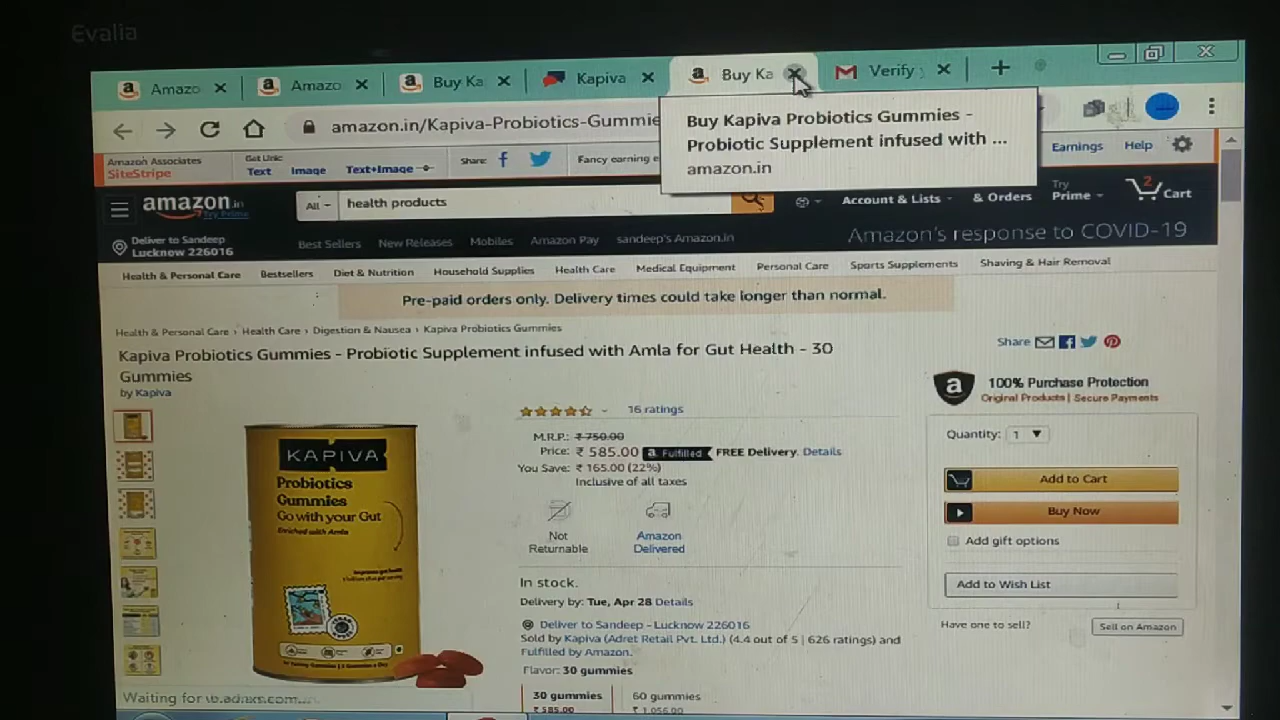 Evalia
Amazo
Amazo
Buy Ka
Kapiva
Buy Ka
Verify
amazon.in/Kapiva-Probiotics-Gummie
Buy Kapiva Probiotics Gummies -
Probiotic Supplement infused with ...
amazon.in
Amazon Associates
SiteStripe
Get Link:
Text
Image
Text+Image
Share:
Fancy earning e
Earnings
Help
amazon.in
Try Prime
All
health products
Account & Lists
& Orders
Try
Prime
2
Cart
Deliver to Sandeep
Lucknow 226016
Best Sellers
New Releases
Mobiles
Amazon Pay
sandeep's Amazon.in
Amazon's response to COVID-19
Health & Personal Care
Bestsellers
Diet & Nutrition
Household Supplies
Health Care
Medical Equipment
Personal Care
Sports Supplements
Shaving & Hair Removal
Pre-paid orders only. Delivery times could take longer than normal.
Health & Personal Care › Health Care › Digestion & Nausea › Kapiva Probiotics Gummies
Kapiva Probiotics Gummies - Probiotic Supplement infused with Amla for Gut Health - 30
Gummies
by Kapiva
16 ratings
M.R.P.: ₹ 750.00
Price: ₹ 585.00 a Fulfilled FREE Delivery. Details
You Save: ₹ 165.00 (22%)
Inclusive of all taxes
Not
Returnable
Amazon
Delivered
In stock.
Delivery by: Tue, Apr 28 Details
Deliver to Sandeep - Lucknow 226016
Sold by Kapiva (Adret Retail Pvt. Ltd.) (4.4 out of 5 | 626 ratings) and
Fulfilled by Amazon.
Flavor: 30 gummies
30 gummies
₹ 585.00
60 gummies
₹ 1,056.00
KAPIVA
Probiotics
Gummies
Go with your Gut
Enriched with Amla
Share
100% Purchase Protection
Original Products | Secure Payments
Quantity: 1
Add to Cart
Buy Now
Add gift options
Add to Wish List
Have one to sell?
Sell on Amazon
Waiting for